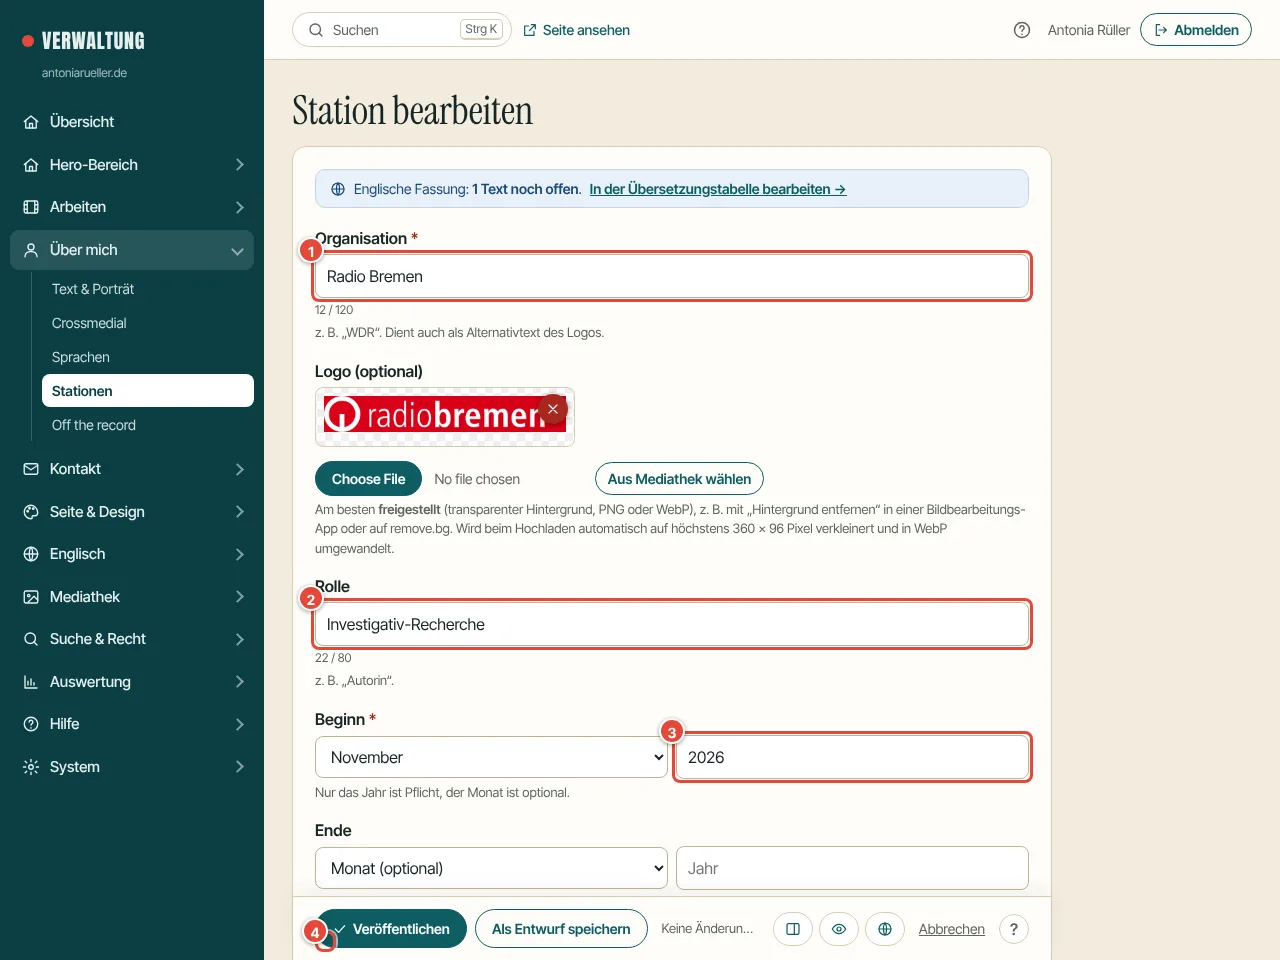 VERWALTUNG
antoniarueller.de
Übersicht
Hero-Bereich
Arbeiten
Über mich
Text & Porträt
Crossmedial
Sprachen
Stationen
Off the record
Kontakt
Seite & Design
Englisch
Mediathek
Suche & Recht
Auswertung
Hilfe
System
Suchen
Strg K
Seite ansehen
Antonia Rüller
Abmelden
Station bearbeiten
Englische Fassung: 1 Text noch offen. In der Übersetzungstabelle bearbeiten →
Organisation *
1
Radio Bremen
12 / 120
z. B. „WDR“. Dient auch als Alternativtext des Logos.
Logo (optional)
radiobremen
Choose File
No file chosen
Aus Mediathek wählen
Am besten freigestellt (transparenter Hintergrund, PNG oder WebP), z. B. mit „Hintergrund entfernen“ in einer Bildbearbeitungs-
App oder auf remove.bg. Wird beim Hochladen automatisch auf höchstens 360 × 96 Pixel verkleinert und in WebP
umgewandelt.
Rolle
2
Investigativ-Recherche
22 / 80
z. B. „Autorin“.
Beginn *
3
November
2026
Nur das Jahr ist Pflicht, der Monat ist optional.
Ende
Monat (optional)
Jahr
4
Veröffentlichen
Als Entwurf speichern
Keine Änderun...
Abbrechen
?